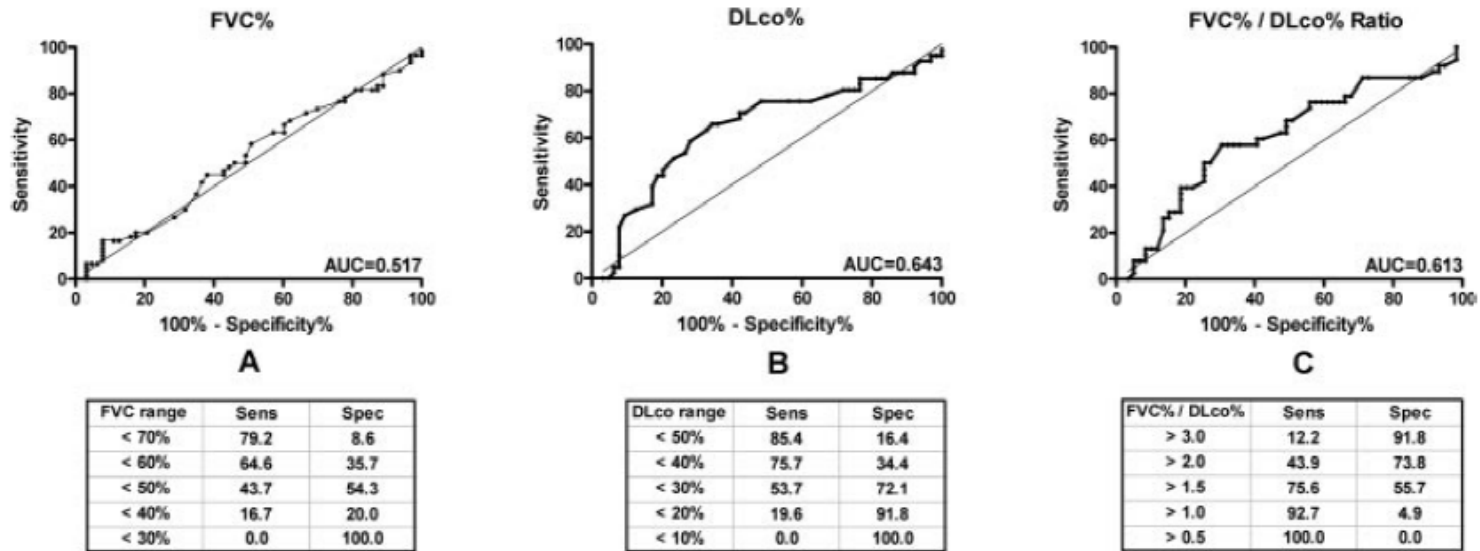 FVC%
100
80
60
40
20
0
Sensitivity
AUC=0.517
0 20 40 60 80 100
100% - Specificity%
A
FVC range Sens Spec
< 70% 79.2 8.6
< 60% 64.6 35.7
< 50% 43.7 54.3
< 40% 16.7 20.0
< 30% 0.0 100.0
DLco%
100
80
60
40
20
0
Sensitivity
AUC=0.643
0 20 40 60 80 100
100% - Specificity%
B
DLco range Sens Spec
< 50% 85.4 16.4
< 40% 75.7 34.4
< 30% 53.7 72.1
< 20% 19.6 91.8
< 10% 0.0 100.0
FVC% / DLco% Ratio
100
80
60
40
20
0
Sensitivity
AUC=0.613
0 20 40 60 80 100
100% - Specificity%
C
FVC% / DLco% Sens Spec
> 3.0 12.2 91.8
> 2.0 43.9 73.8
> 1.5 75.6 55.7
> 1.0 92.7 4.9
> 0.5 100.0 0.0